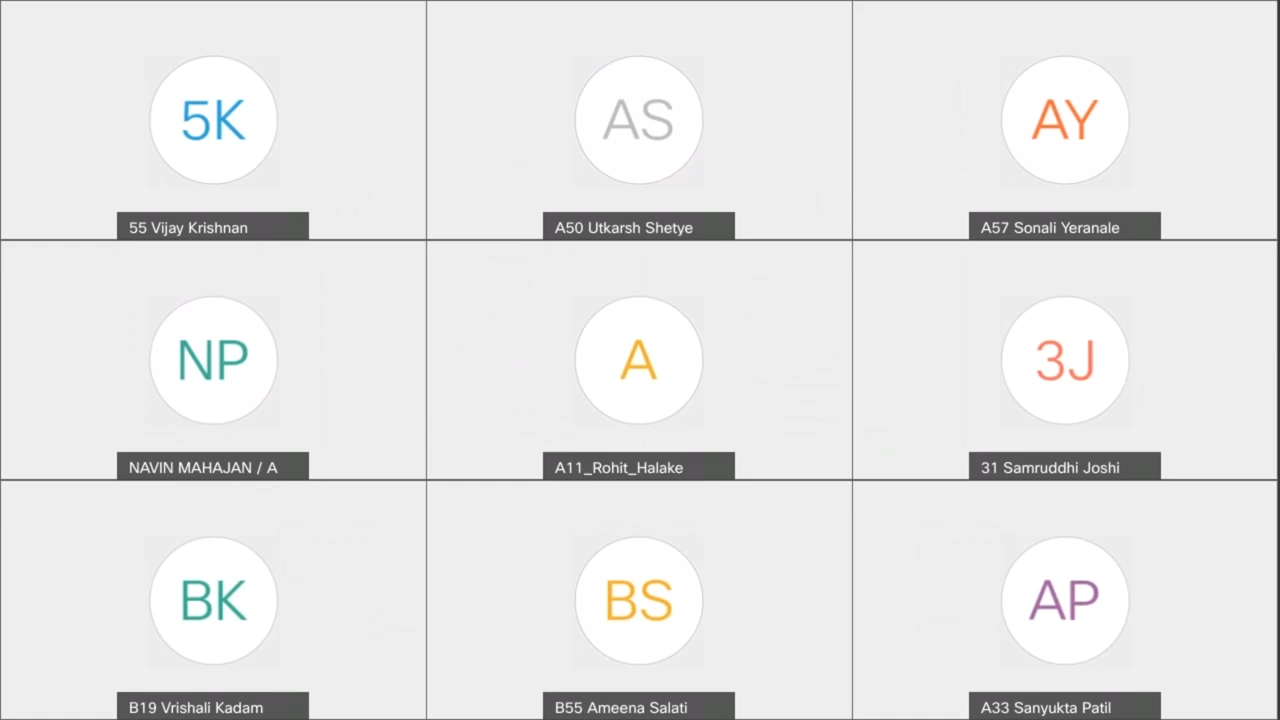 5K
AS
AY
55 Vijay Krishnan
A50 Utkarsh Shetye
A57 Sonali Yeranale
NP
A
3J
NAVIN MAHAJAN / A
A11_Rohit_Halake
31 Samruddhi Joshi
BK
BS
AP
B19 Vrishali Kadam
B55 Ameena Salati
A33 Sanyukta Patil